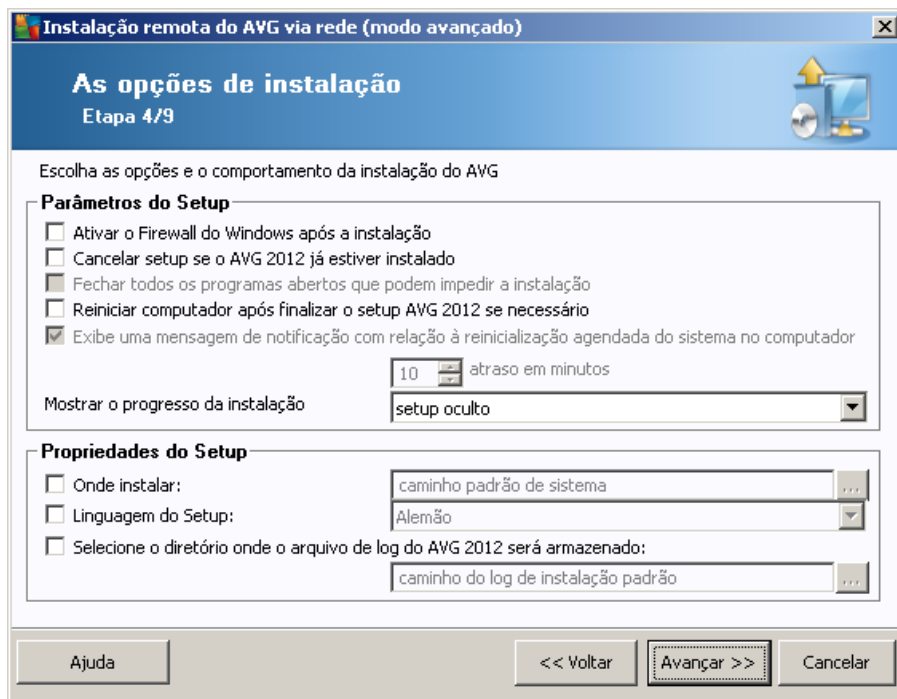 Instalação remota do AVG via rede (modo avançado)
As opções de instalação
Etapa 4/9
Escolha as opções e o comportamento da instalação do AVG
Parâmetros do Setup
Ativar o Firewall do Windows após a instalação
Cancelar setup se o AVG 2012 já estiver instalado
Fechar todos os programas abertos que podem impedir a instalação
Reiniciar computador após finalizar o setup AVG 2012 se necessário
Exibe uma mensagem de notificação com relação à reinicialização agendada do sistema no computador
10 atraso em minutos
Mostrar o progresso da instalação setup oculto
Propriedades do Setup
Onde instalar: caminho padrão de sistema ...
Linguagem do Setup: Alemão
Selecione o diretório onde o arquivo de log do AVG 2012 será armazenado:
caminho do log de instalação padrão ...
Ajuda << Voltar Avançar >> Cancelar